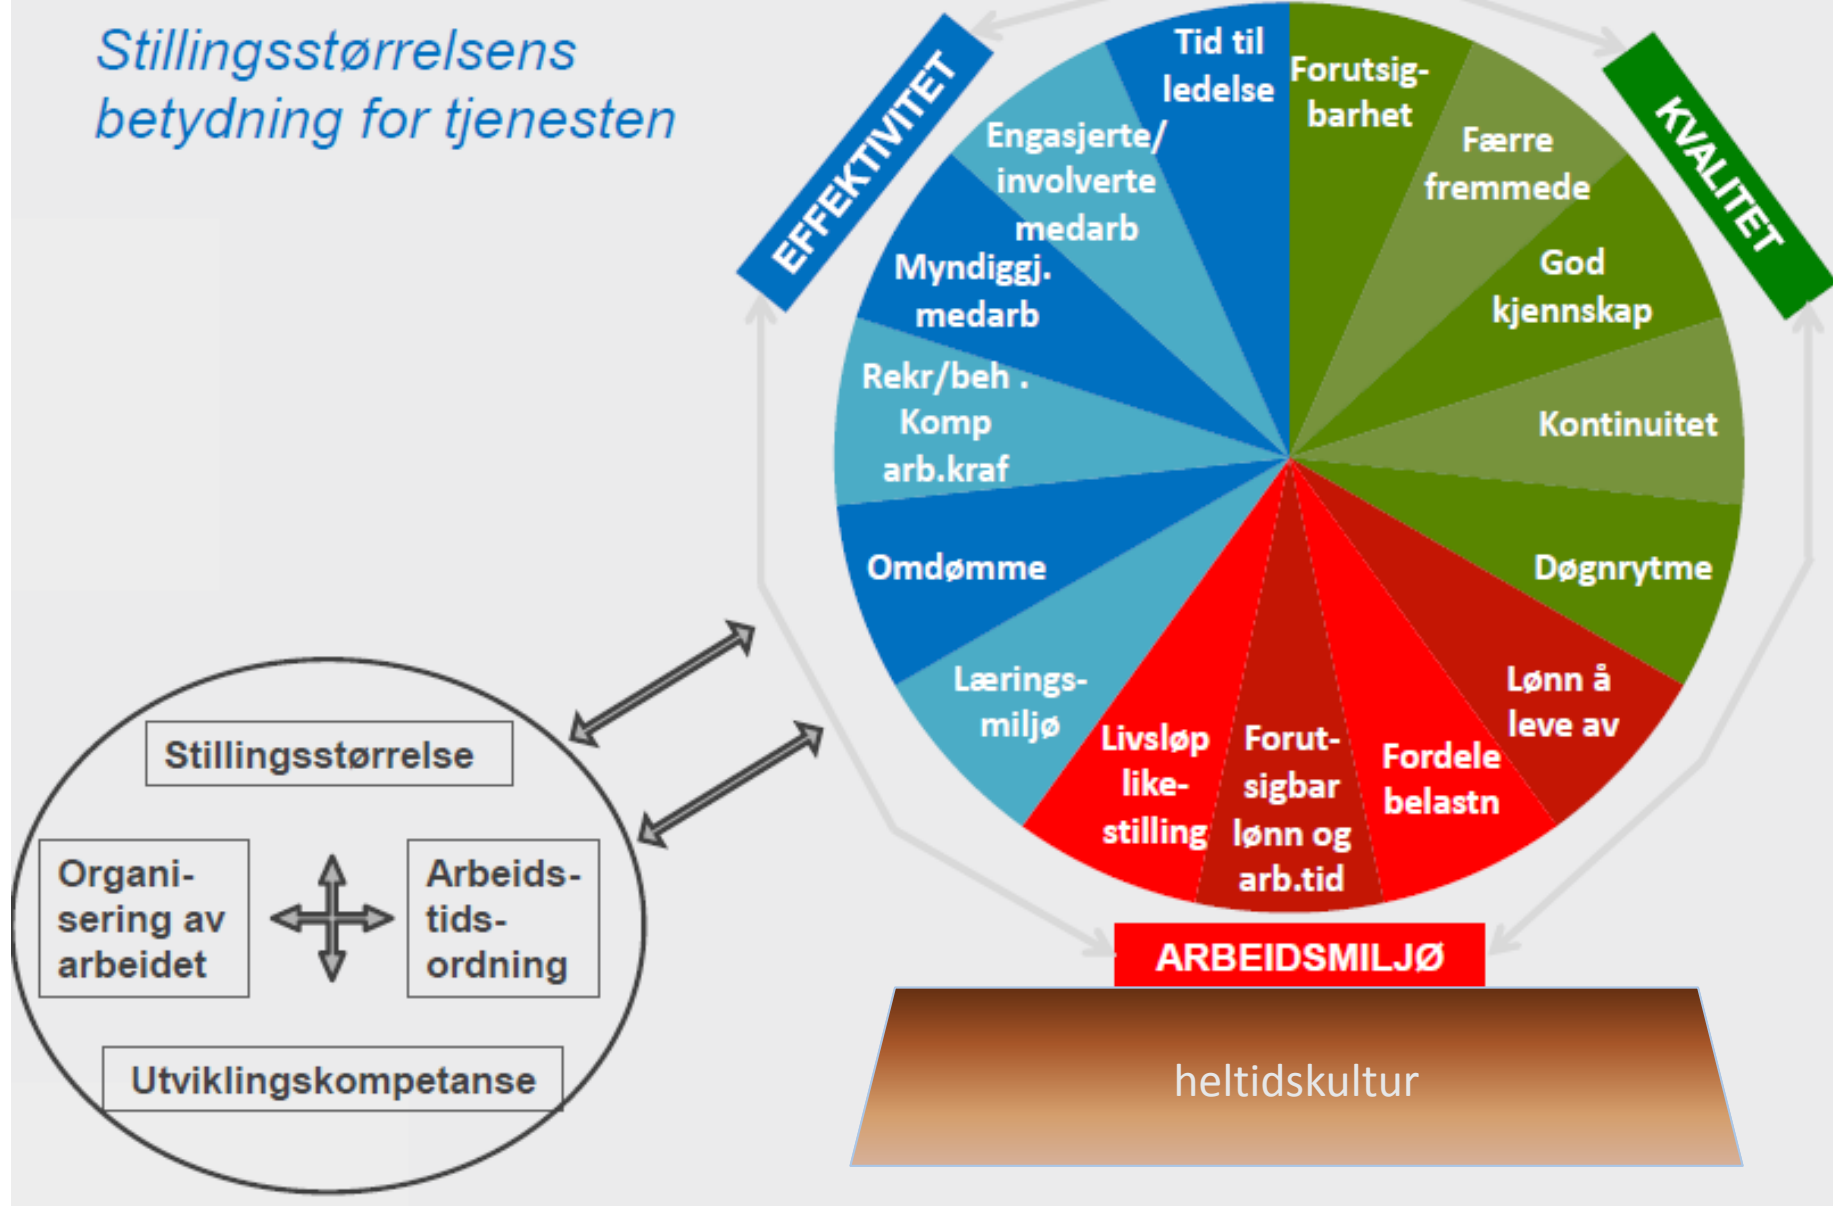 Stillingsstørrelsens
betydning for tjenesten
EFFEKTIVITET
KVALITET
Tid til
ledelse
Forutsig-
barhet
Færre
fremmede
God
kjennskap
Kontinuitet
Døgnrytme
Lønn å
leve av
Fordele
belastn
Forut-
sigbar
lønn og
arb.tid
Livsløp
like-
stilling
Lærings-
miljø
Omdømme
Rekr/beh .
Komp
arb.kraf
Myndiggj.
medarb
Engasjerte/
involverte
medarb
ARBEIDSMILJØ
heltidskultur
Stillingsstørrelse
Organi-
sering av
arbeidet
Arbeids-
tids-
ordning
Utviklingskompetanse